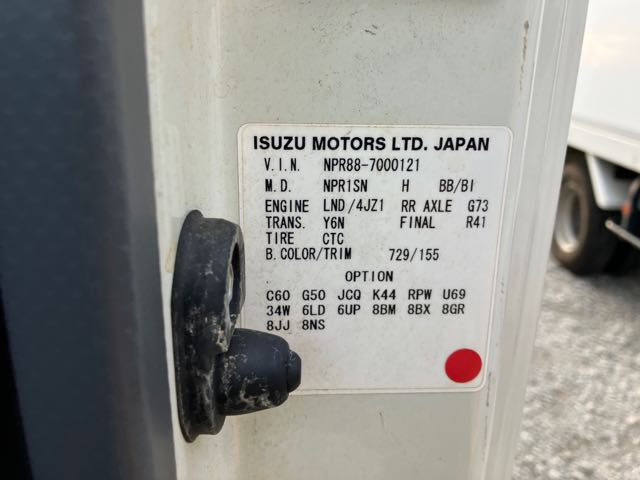 ISUZU MOTORS LTD. JAPAN
V.I.N. NPR88-7000121
M.D. NPR1SN H BB/BI
ENGINE LND/4JZ1 RR AXLE G73
TRANS. Y6N FINAL R41
TIRE CTC
B.COLOR/TRIM 729/155
OPTION
C60 G50 JCQ K44 RPW U69
34W 6LD 6UP 8BM 8BX 8GR
8JJ 8NS